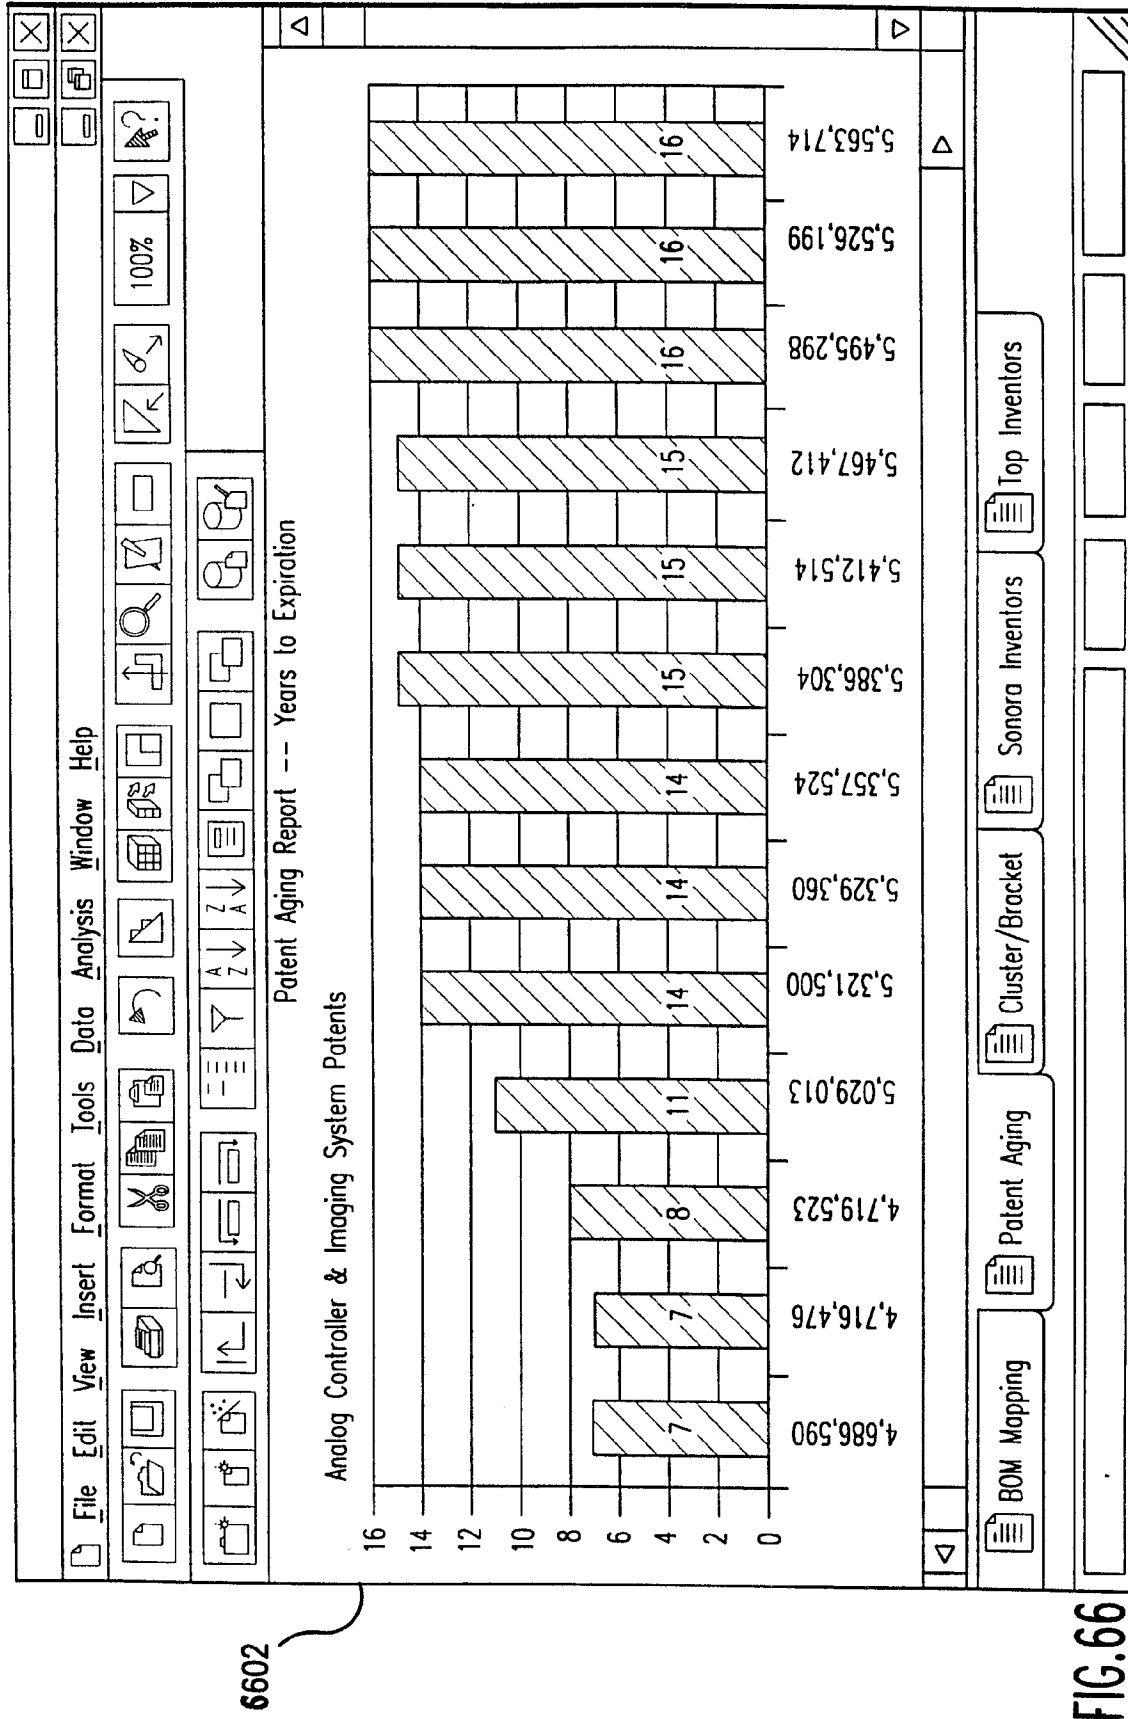 File Edit View Insert Format Tools Data Analysis Window Help
100%
?
A Z
Z A
Patent Aging Report -- Years to Expiration
Analog Controller & Imaging System Patents
16
14
12
10
8
6
4
2
0
7 7 8 11 14 14 14 15 15 15 16 16 16
4,686,590 4,716,476 4,719,523 5,029,013 5,321,500 5,329,360 5,357,524 5,386,304 5,412,514 5,467,412 5,495,298 5,526,199 5,563,714
BOM Mapping Patent Aging Cluster/Bracket Sonora Inventors Top Inventors
6602
FIG.66